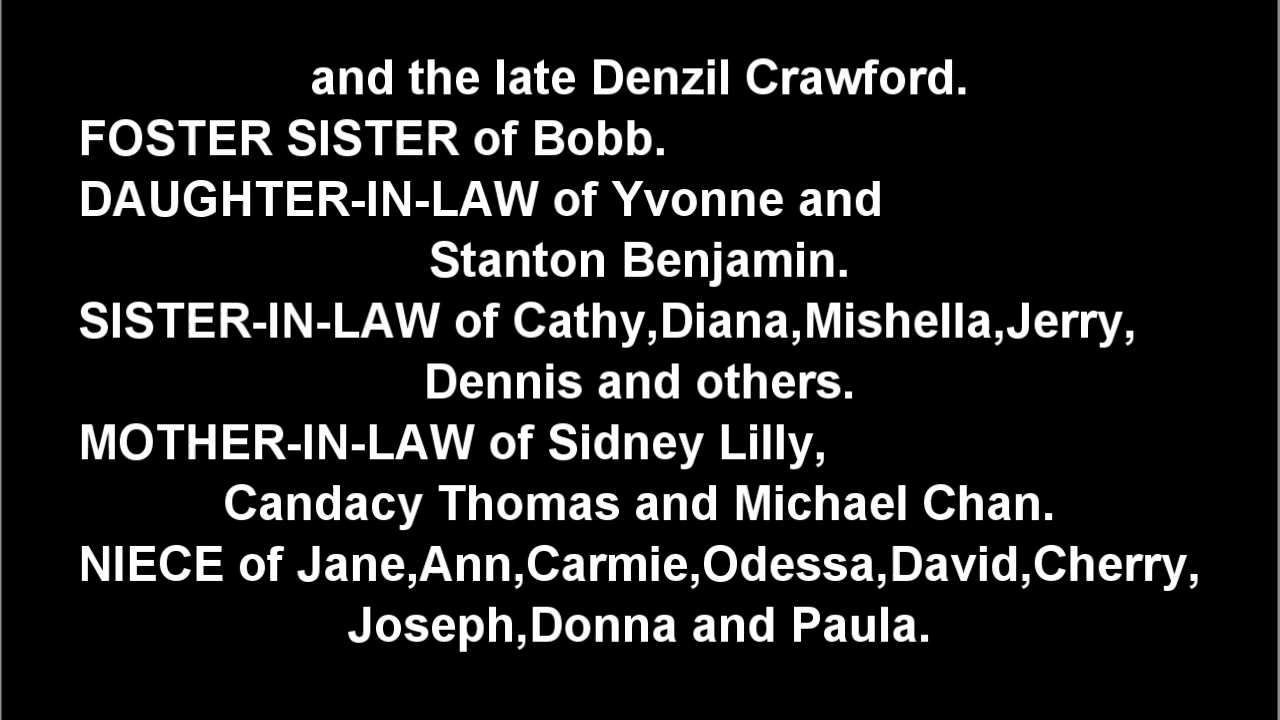 and the late Denzil Crawford.
FOSTER SISTER of Bobb.
DAUGHTER-IN-LAW of Yvonne and
Stanton Benjamin.
SISTER-IN-LAW of Cathy,Diana,Mishella,Jerry,
Dennis and others.
MOTHER-IN-LAW of Sidney Lilly,
Candacy Thomas and Michael Chan.
NIECE of Jane,Ann,Carmie,Odessa,David,Cherry,
Joseph,Donna and Paula.